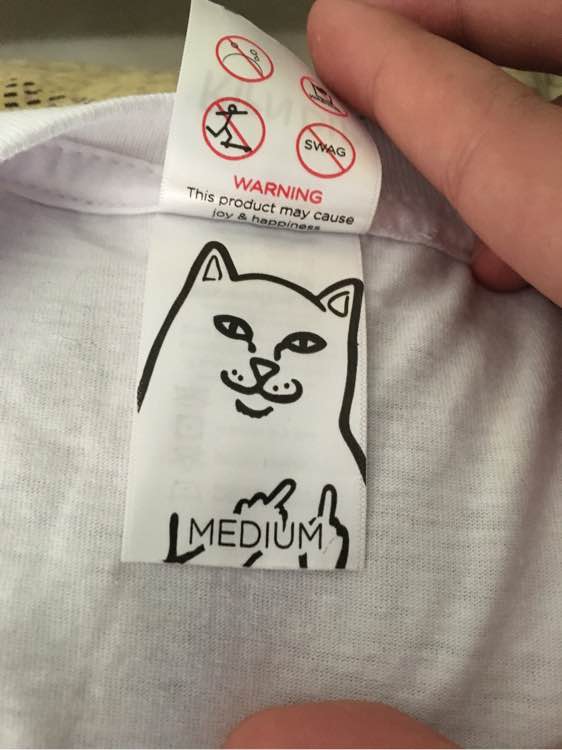 SWAG
WARNING
This product may cause
joy & happiness
MEDIUM